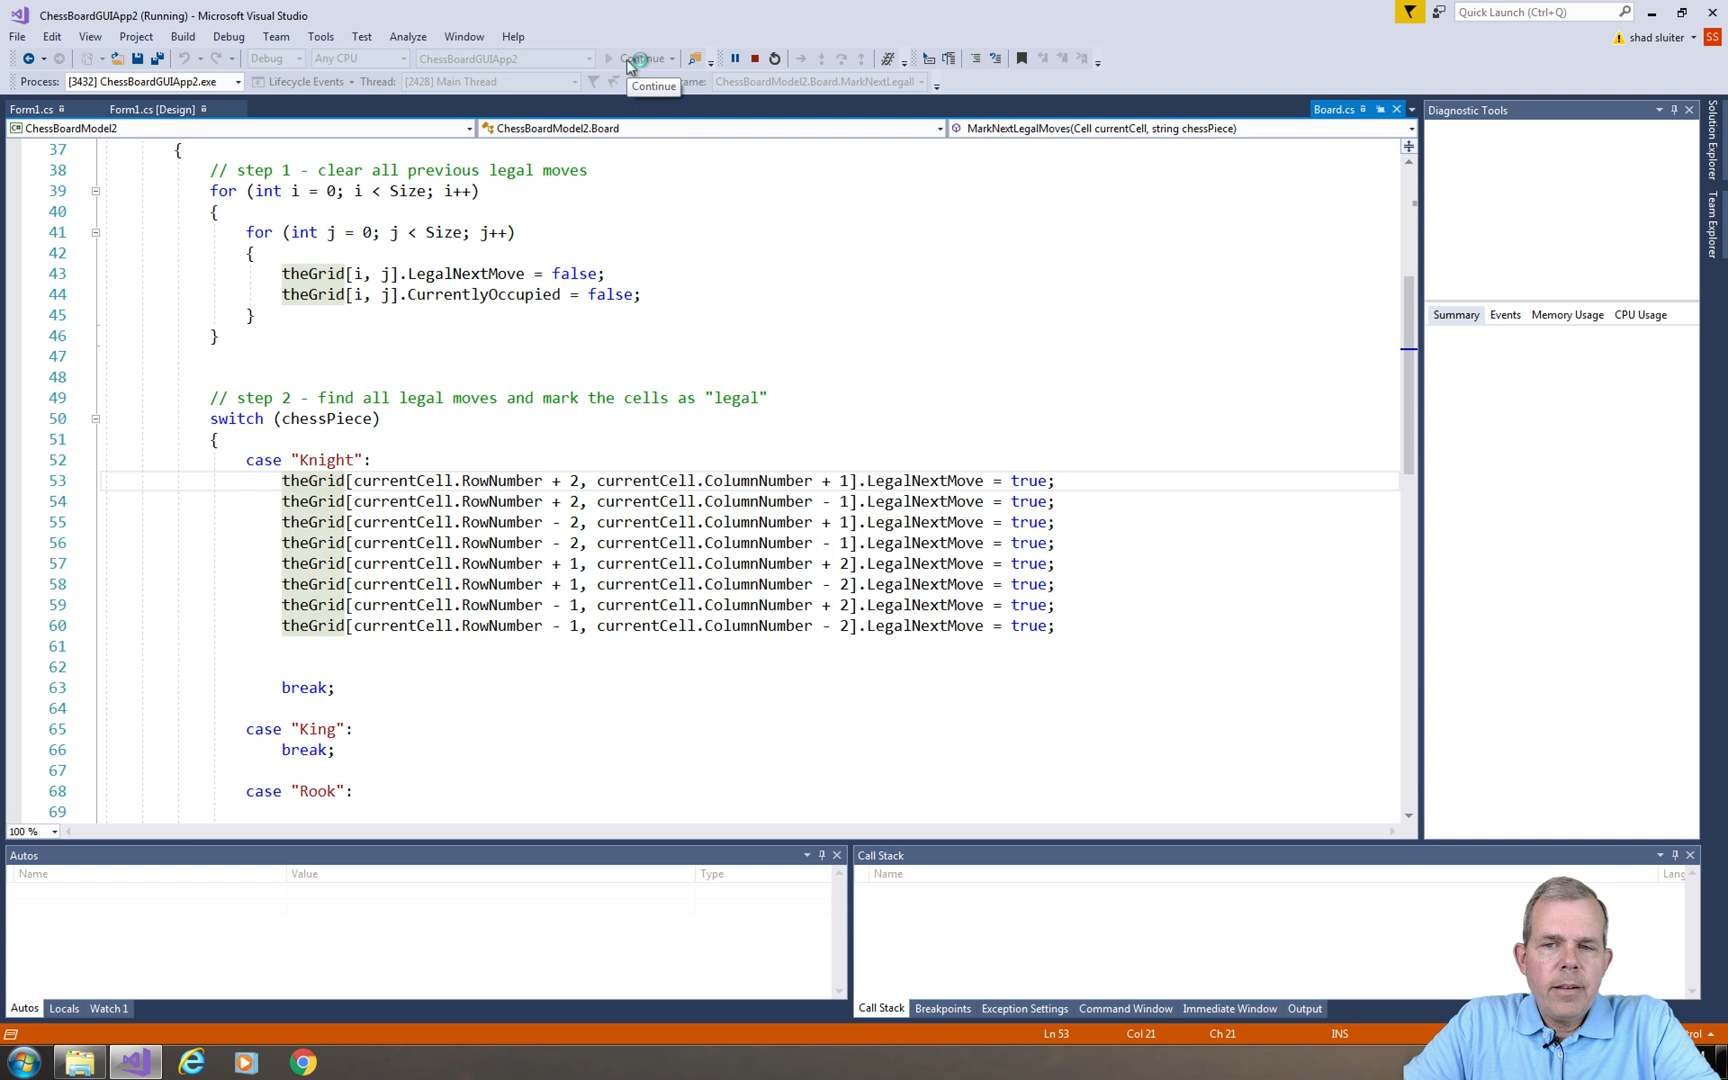 ChessBoardGUIApp2 (Running) - Microsoft Visual Studio
Quick Launch (Ctrl+Q)
File Edit View Project Build Debug Team Tools Test Analyze Window Help
shad sluiter SS
Debug Any CPU ChessBoardGUIApp2 Continue
Process: [3432] ChessBoardGUIApp2.exe Lifecycle Events Thread: [2428] Main Thread ame: ChessBoardModel2.Board.MarkNextLegalI
Continue
Form1.cs Form1.cs [Design] Board.cs
ChessBoardModel2 ChessBoardModel2.Board MarkNextLegalMoves(Cell currentCell, string chessPiece)
37 {
38 // step 1 - clear all previous legal moves
39 for (int i = 0; i < Size; i++)
40 {
41 for (int j = 0; j < Size; j++)
42 {
43 theGrid[i, j].LegalNextMove = false;
44 theGrid[i, j].CurrentlyOccupied = false;
45 }
46 }
47
48
49 // step 2 - find all legal moves and mark the cells as "legal"
50 switch (chessPiece)
51 {
52 case "Knight":
53 theGrid[currentCell.RowNumber + 2, currentCell.ColumnNumber + 1].LegalNextMove = true;
54 theGrid[currentCell.RowNumber + 2, currentCell.ColumnNumber - 1].LegalNextMove = true;
55 theGrid[currentCell.RowNumber - 2, currentCell.ColumnNumber + 1].LegalNextMove = true;
56 theGrid[currentCell.RowNumber - 2, currentCell.ColumnNumber - 1].LegalNextMove = true;
57 theGrid[currentCell.RowNumber + 1, currentCell.ColumnNumber + 2].LegalNextMove = true;
58 theGrid[currentCell.RowNumber + 1, currentCell.ColumnNumber - 2].LegalNextMove = true;
59 theGrid[currentCell.RowNumber - 1, currentCell.ColumnNumber + 2].LegalNextMove = true;
60 theGrid[currentCell.RowNumber - 1, currentCell.ColumnNumber - 2].LegalNextMove = true;
61
62
63 break;
64
65 case "King":
66 break;
67
68 case "Rook":
69
100 %
Diagnostic Tools
Summary Events Memory Usage CPU Usage
Solution Explorer
Team Explorer
Autos
Name Value Type
Autos Locals Watch 1
Call Stack
Name Lang
Call Stack Breakpoints Exception Settings Command Window Immediate Window Output
Ln 53 Col 21 Ch 21 INS rol